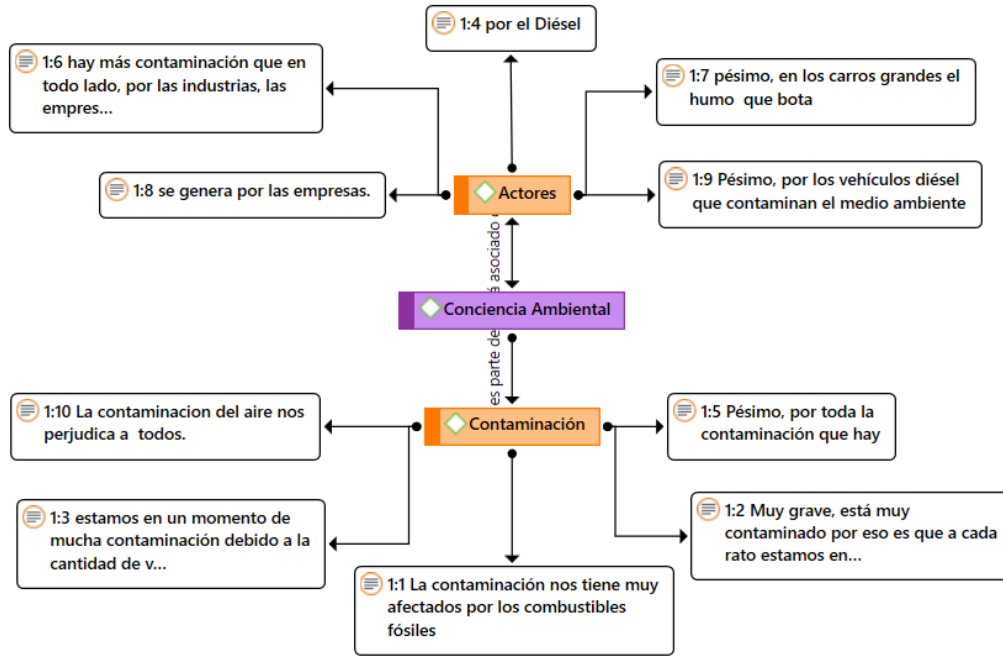 1:4 por el Diésel
1:6 hay más contaminación que en
todo lado, por las industrias, las
empres...
1:7 pésimo, en los carros grandes el
humo que bota
1:8 se genera por las empresas.
Actores
1:9 Pésimo, por los vehículos diésel
que contaminan el medio ambiente
asociado
Conciencia Ambiental
es parte de
1:10 La contaminacion del aire nos
perjudica a todos.
Contaminación
1:5 Pésimo, por toda la
contaminación que hay
1:3 estamos en un momento de
mucha contaminación debido a la
cantidad de v...
1:2 Muy grave, está muy
contaminado por eso es que a cada
rato estamos en...
1:1 La contaminación nos tiene muy
afectados por los combustibles
fósiles